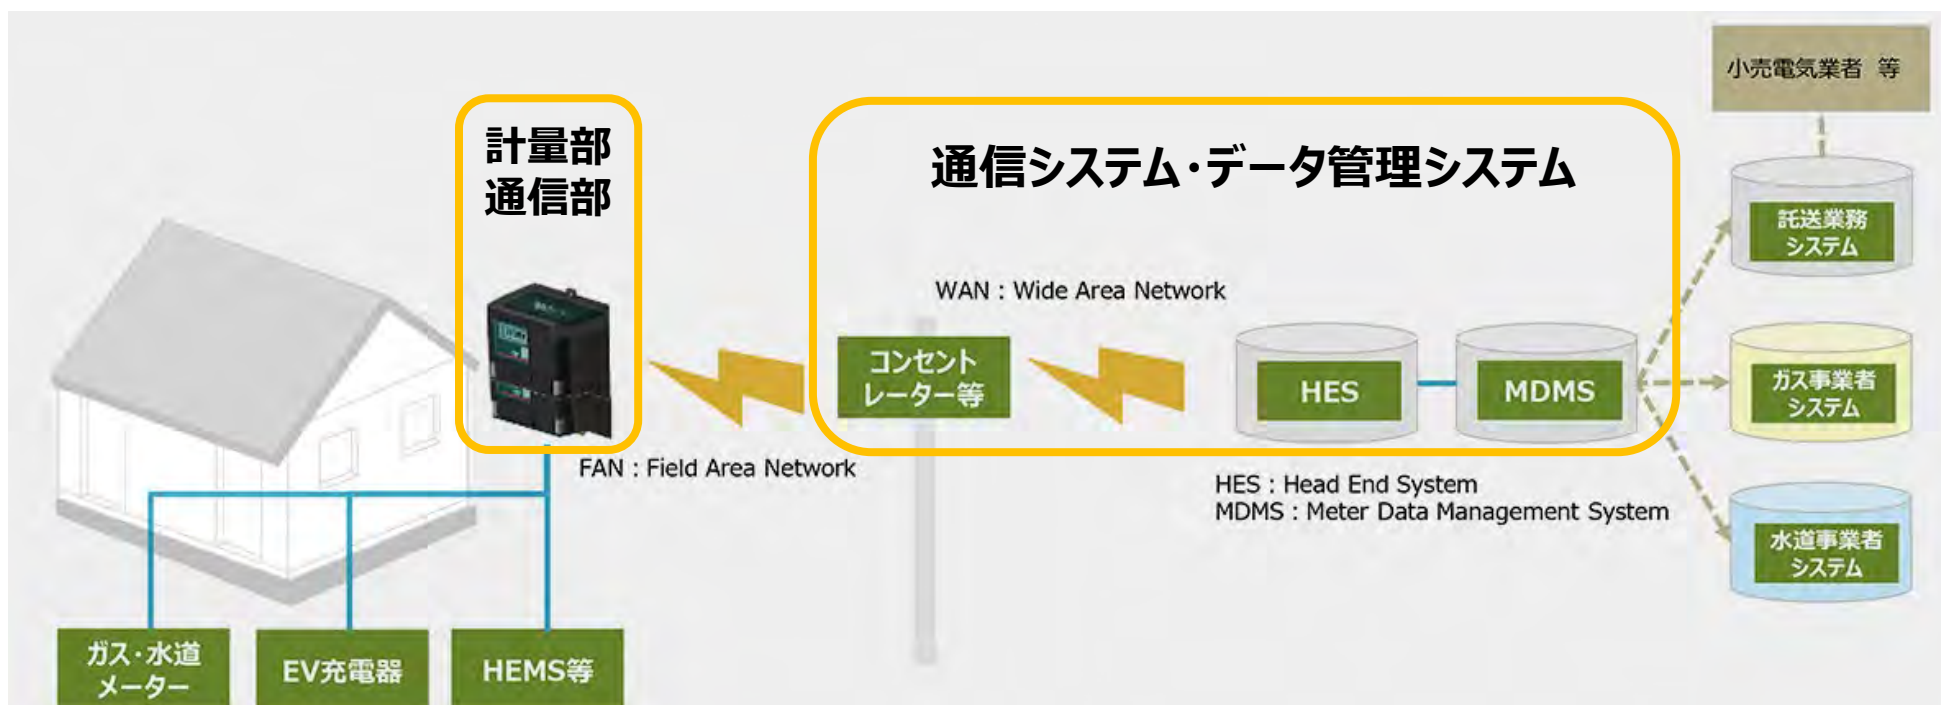 小売電気業者 等
計量部
通信部
通信システム・データ管理システム
託送業務
システム
WAN : Wide Area Network
コンセント
レーター等
HES
MDMS
ガス事業者
システム
FAN : Field Area Network
HES : Head End System
MDMS : Meter Data Management System
水道事業者
システム
ガス・水道
メーター
EV充電器
HEMS等